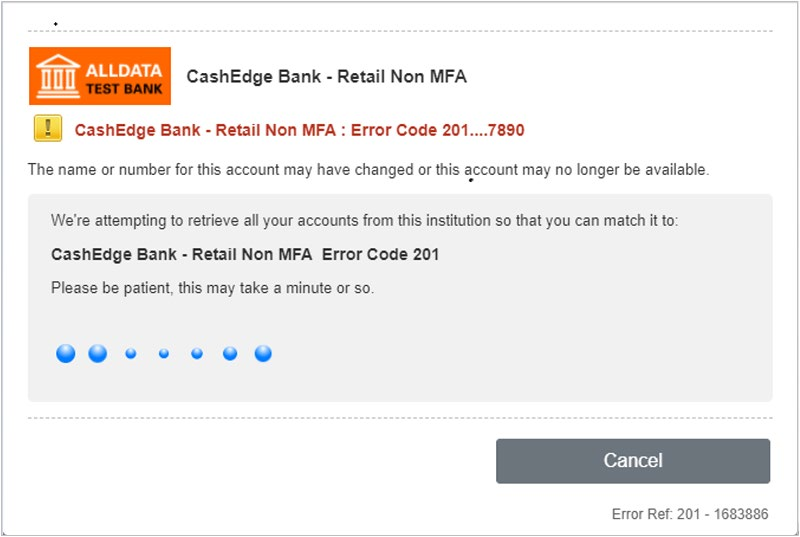 ALLDATA
TEST BANK
CashEdge Bank - Retail Non MFA
CashEdge Bank - Retail Non MFA : Error Code 201....7890
The name or number for this account may have changed or this account may no longer be available.
We're attempting to retrieve all your accounts from this institution so that you can match it to:
CashEdge Bank - Retail Non MFA  Error Code 201
Please be patient, this may take a minute or so.
Cancel
Error Ref: 201 - 1683886